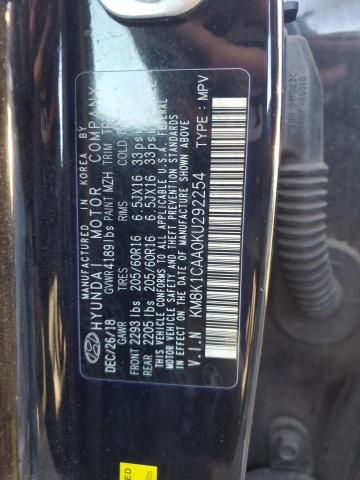 MANUFACTURED IN KOREA BY
HYUNDAI MOTOR COMPANY
DEC/26/18 GVWR 4189lbs PAINT MZH TRIM TRY
GAWR TIRES RIMS COLD
FRONT 2293 lbs 205/60R16 6.5JX16 33psi
REAR 2205 lbs 205/60R16 6.5JX16 33psi
THIS VEHICLE CONFORMS TO ALL APPLICABLE U.S. FEDERAL
MOTOR VEHICLE SAFETY, BUMPER, AND THEFT PREVENTION STANDARDS
IN EFFECT ON THE DATE OF MANUFACTURE SHOWN ABOVE.
V.I.N KM8K1CAA0KU292254 TYPE : MPV